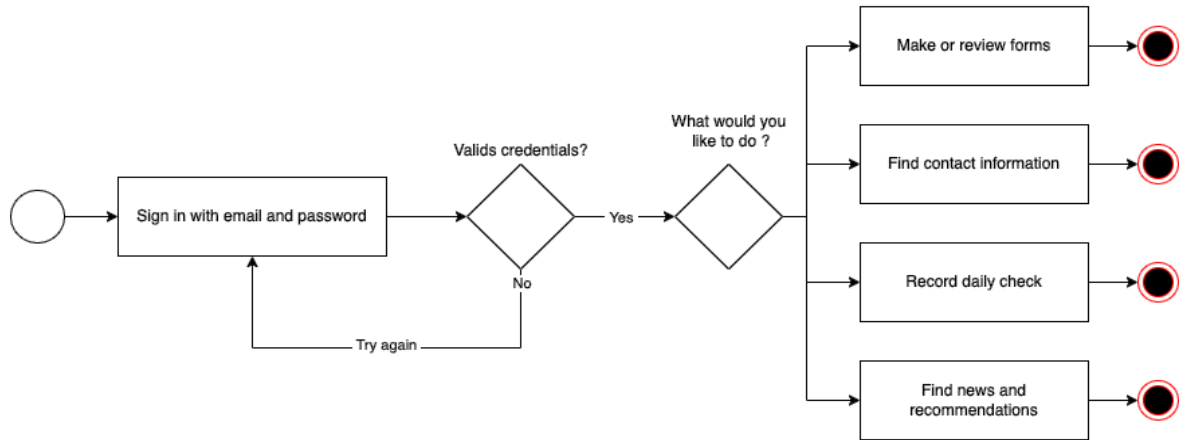 Sign in with email and password
Valids credentials?
No
Try again
Yes
What would you
like to do ?
Make or review forms
Find contact information
Record daily check
Find news and
recommendations